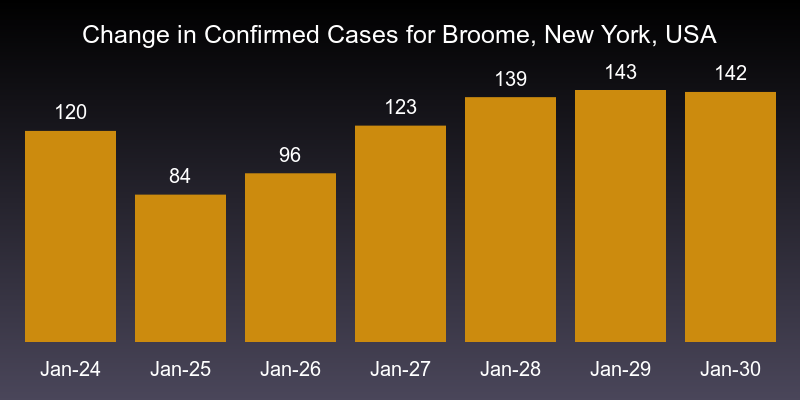 Change in Confirmed Cases for Broome, New York, USA
120
84
96
123
139
143
142
Jan-24
Jan-25
Jan-26
Jan-27
Jan-28
Jan-29
Jan-30